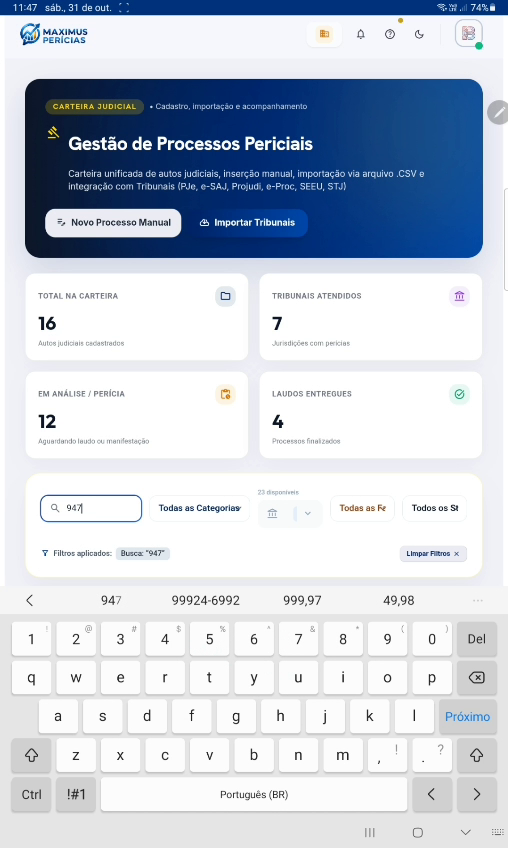 11:47 sáb., 31 de out. 74%
MAXIMUS
PERÍCIAS
CARTEIRA JUDICIAL • Cadastro, importação e acompanhamento
Gestão de Processos Periciais
Carteira unificada de autos judiciais, inserção manual, importação via arquivo .CSV e
integração com Tribunais (PJe, e-SAJ, Projudi, e-Proc, SEEU, STJ)
Novo Processo Manual Importar Tribunais
TOTAL NA CARTEIRA
16
Autos judiciais cadastrados
TRIBUNAIS ATENDIDOS
7
Jurisdições com perícias
EM ANÁLISE / PERÍCIA
12
Aguardando laudo ou manifestação
LAUDOS ENTREGUES
4
Processos finalizados
23 disponíveis
947 Todas as Categorias Todas as Fa Todos os St
Filtros aplicados: Busca: "947" Limpar Filtros ×
947 99924-6992 999,97 49,98 ...
! @ # $ % ^ & * ( )
1 2 3 4 5 6 7 8 9 0 Del
q w e r t y u i o p
a s d f g h j k l Próximo
z x c v b n m , ! . ?
Ctrl !#1 Português (BR) < >